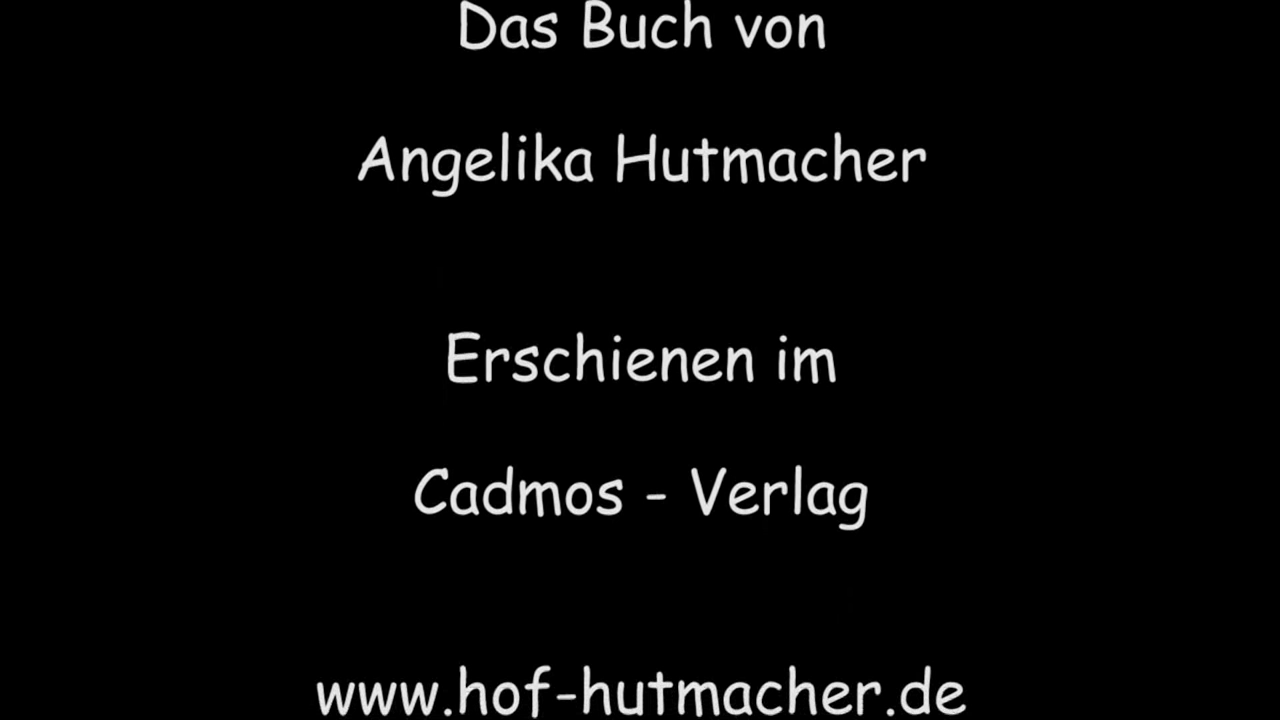 Das Buch von
Angelika Hutmacher
Erschienen im
Cadmos - Verlag
www.hof-hutmacher.de